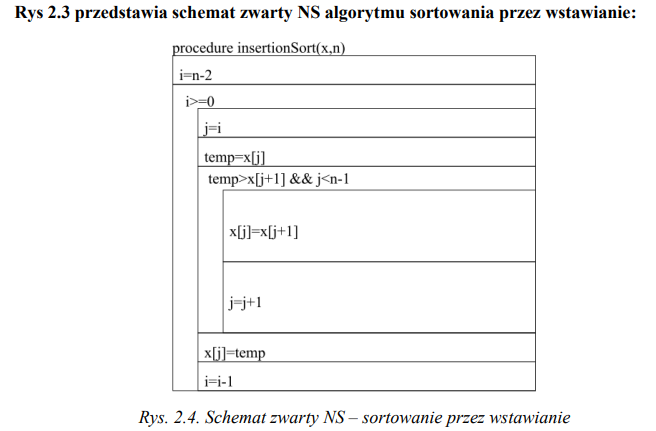 Rys 2.3 przedstawia schemat zwarty NS algorytmu sortowania przez wstawianie:
procedure insertionSort(x,n)
i=n-2
i>=0
j=i
temp=x[j]
temp>x[j+1] && j<n-1
x[j]=x[j+1]
j=j+1
x[j]=temp
i=i-1
Rys. 2.4. Schemat zwarty NS – sortowanie przez wstawianie